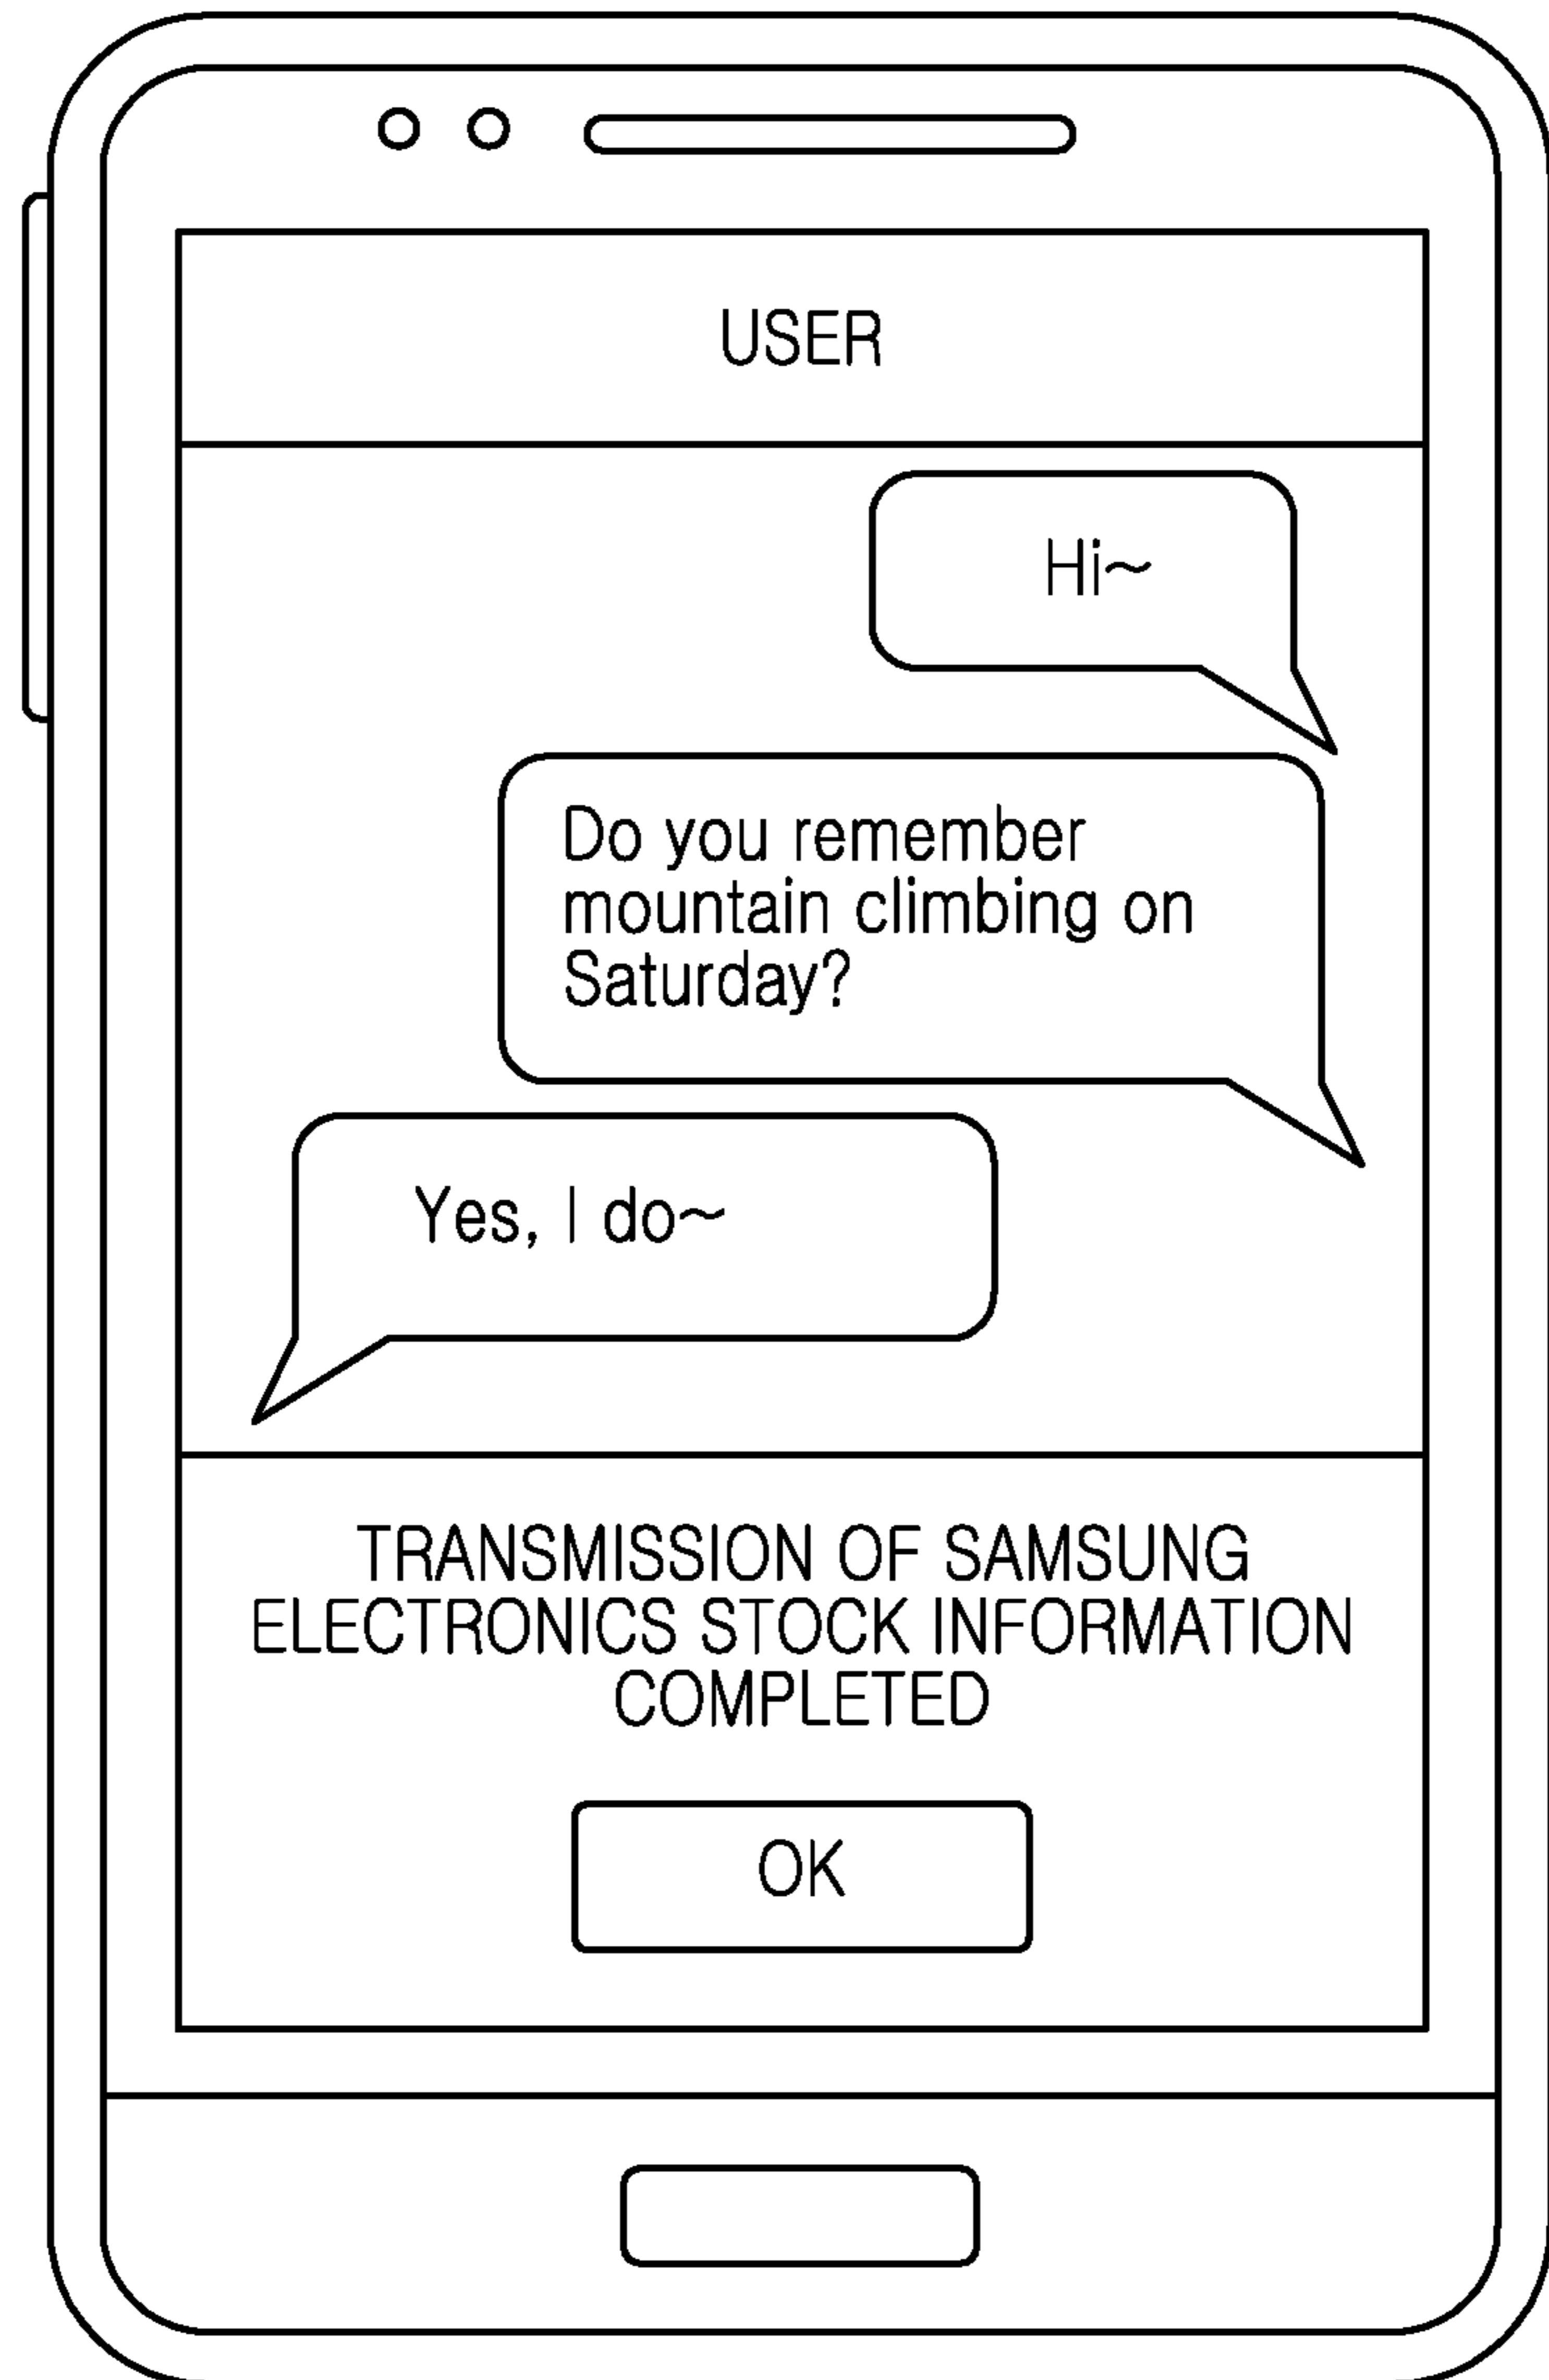 USER
Hi~
Do you remember
mountain climbing on
Saturday?
Yes, I do~
TRANSMISSION OF SAMSUNG
ELECTRONICS STOCK INFORMATION
COMPLETED
OK